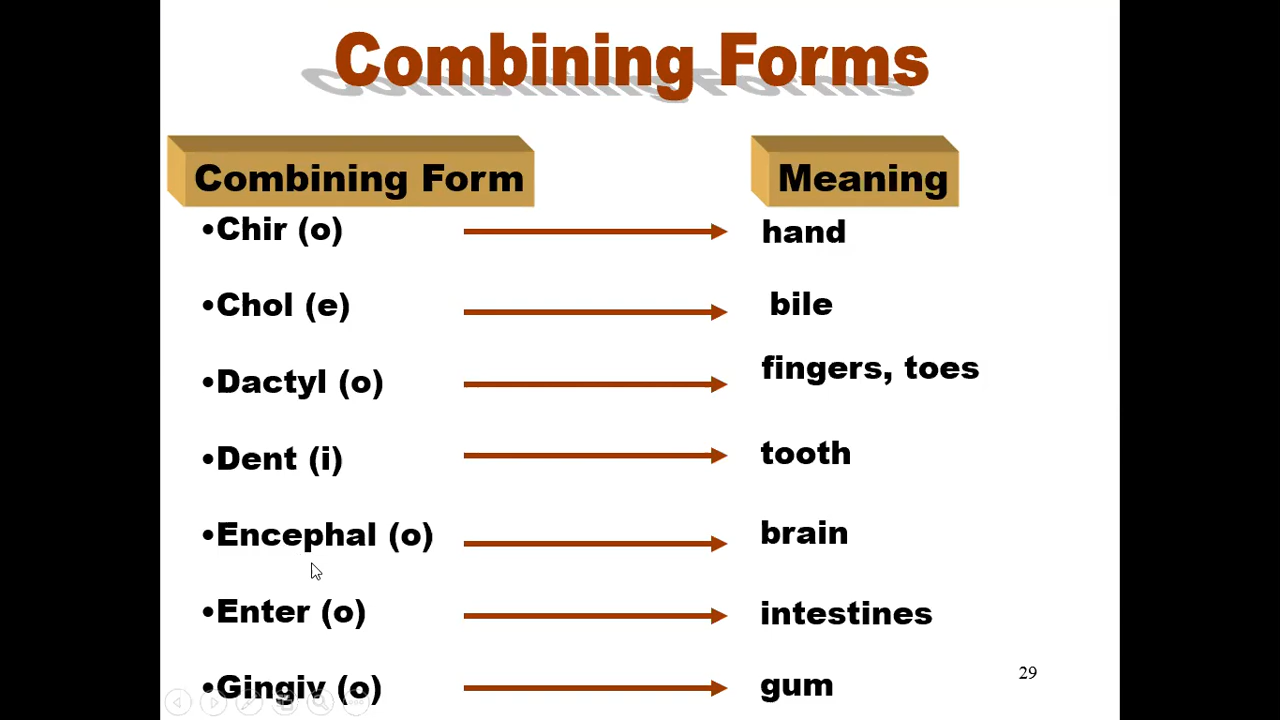 Combining Forms
Combining Form Meaning
•Chir (o) hand
•Chol (e) bile
•Dactyl (o) fingers, toes
•Dent (i) tooth
•Encephal (o) brain
•Enter (o) intestines
•Gingiv (o) gum
29